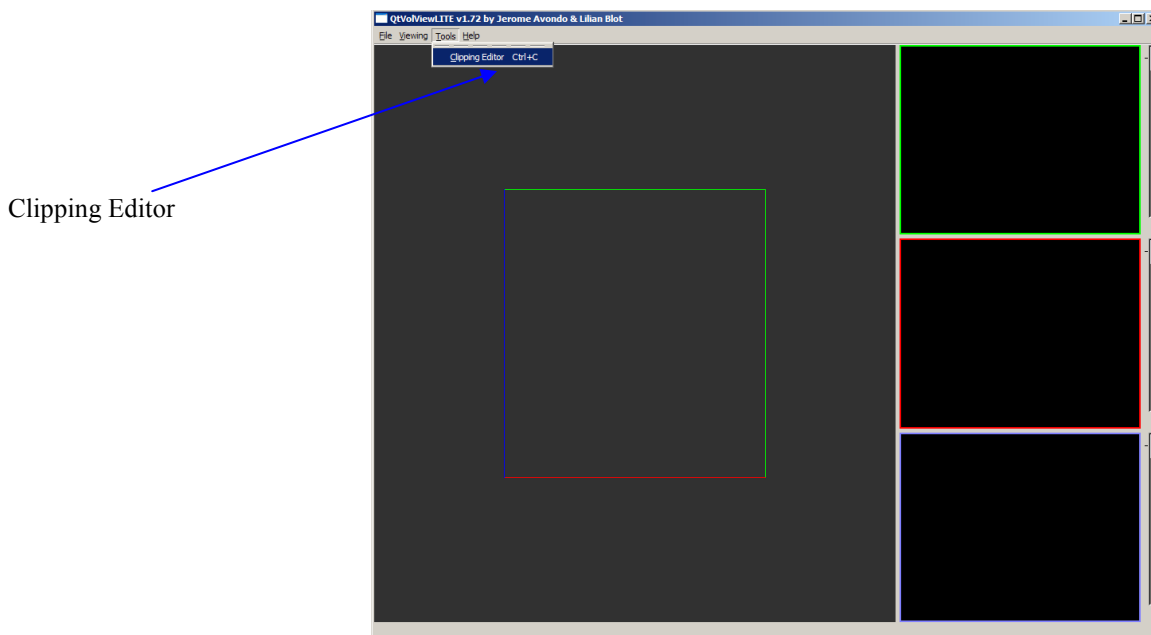 QtVolViewLITE v1.72 by Jerome Avondo & Lilian Blot
File Viewing Tools Help
Clipping Editor Ctrl+C
Clipping Editor